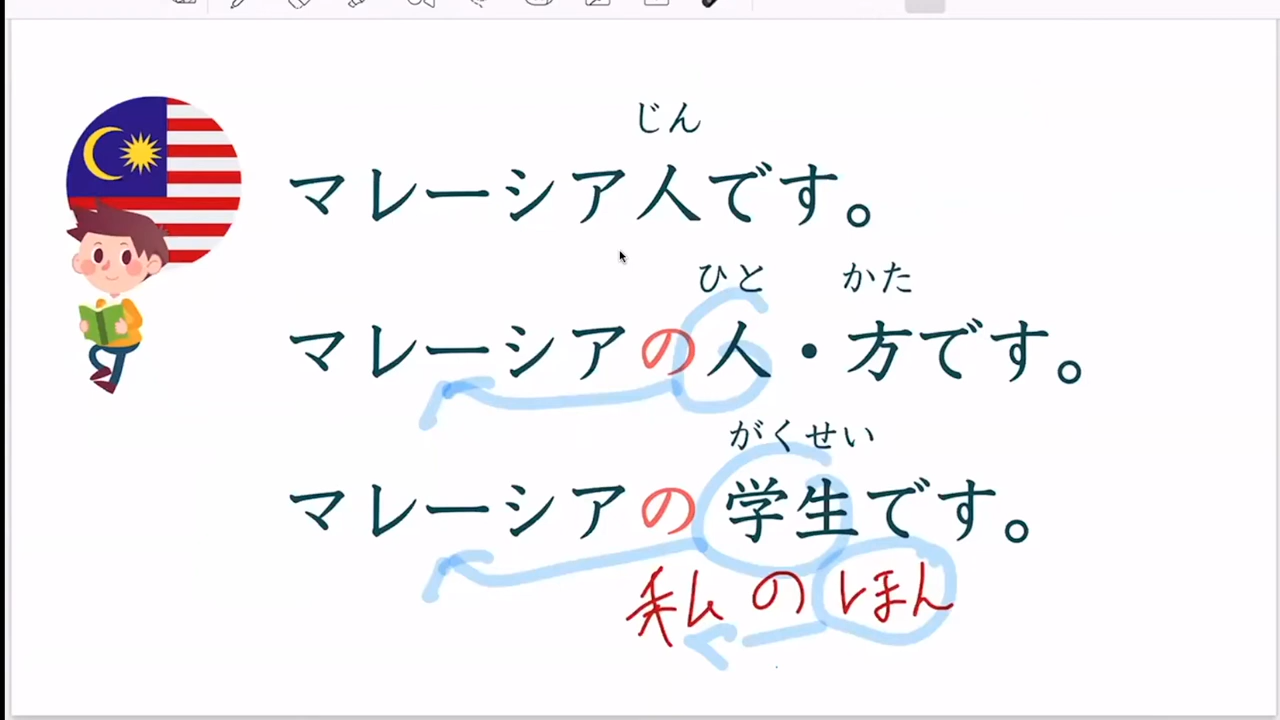 じん
マレーシア人です。
ひと かた
マレーシアの人・方です。
がくせい
マレーシアの学生です。
私のほん